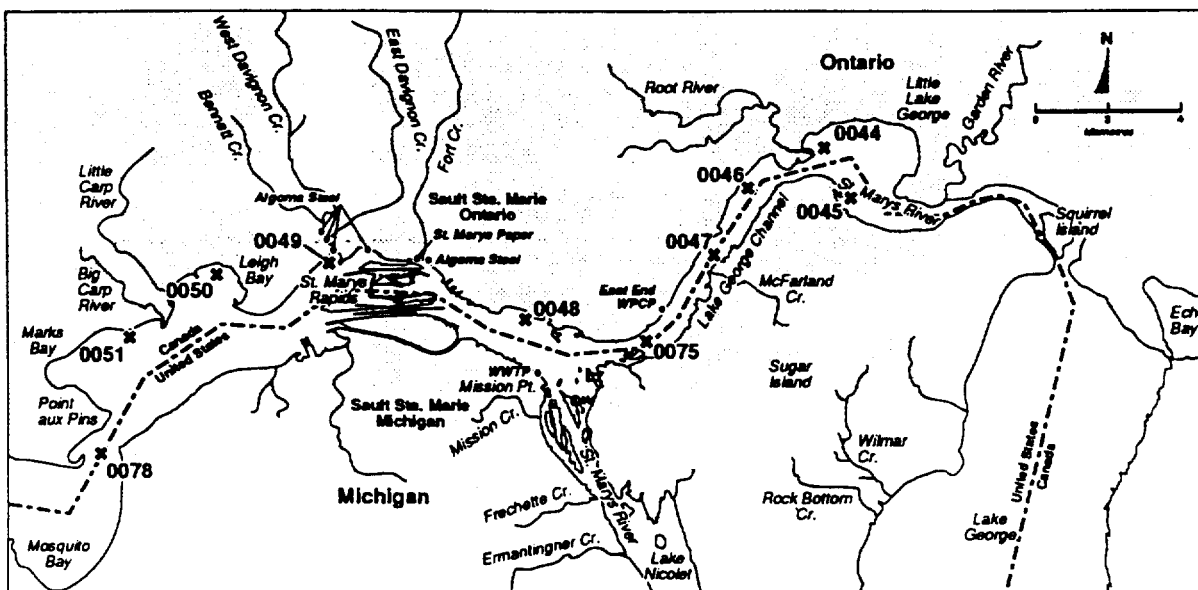 West Davignon Cr.
East Davignon Cr.
Bennett Cr.
Fort Cr.
Root River
Ontario
Little
Lake
George
Garden River
N
Little
Carp
River
Algoma Steel
Sault Ste. Marie
Ontario
St. Marys Paper
Algoma Steel
0044
0046
0045
St. Marys River
Squirrel
Island
0049
0047
Lake George Channel
McFarland
Cr.
Big
Carp
River
0050
Leigh
Bay
St. Marys
Rapids
East End
WPCP
0048
0075
Marks
Bay
0051
Canada
United States
Point
aux Pins
WWTP
Mission Pt.
Sault Ste. Marie
Michigan
Mission Cr.
Sugar
Island
0078
Michigan
St. Marys River
Wilmar
Cr.
Rock Bottom
Cr.
United States
Canada
Frechette Cr.
Ermantingner Cr.
Lake
Nicolet
Lake
George
Mosquito
Bay
Bay